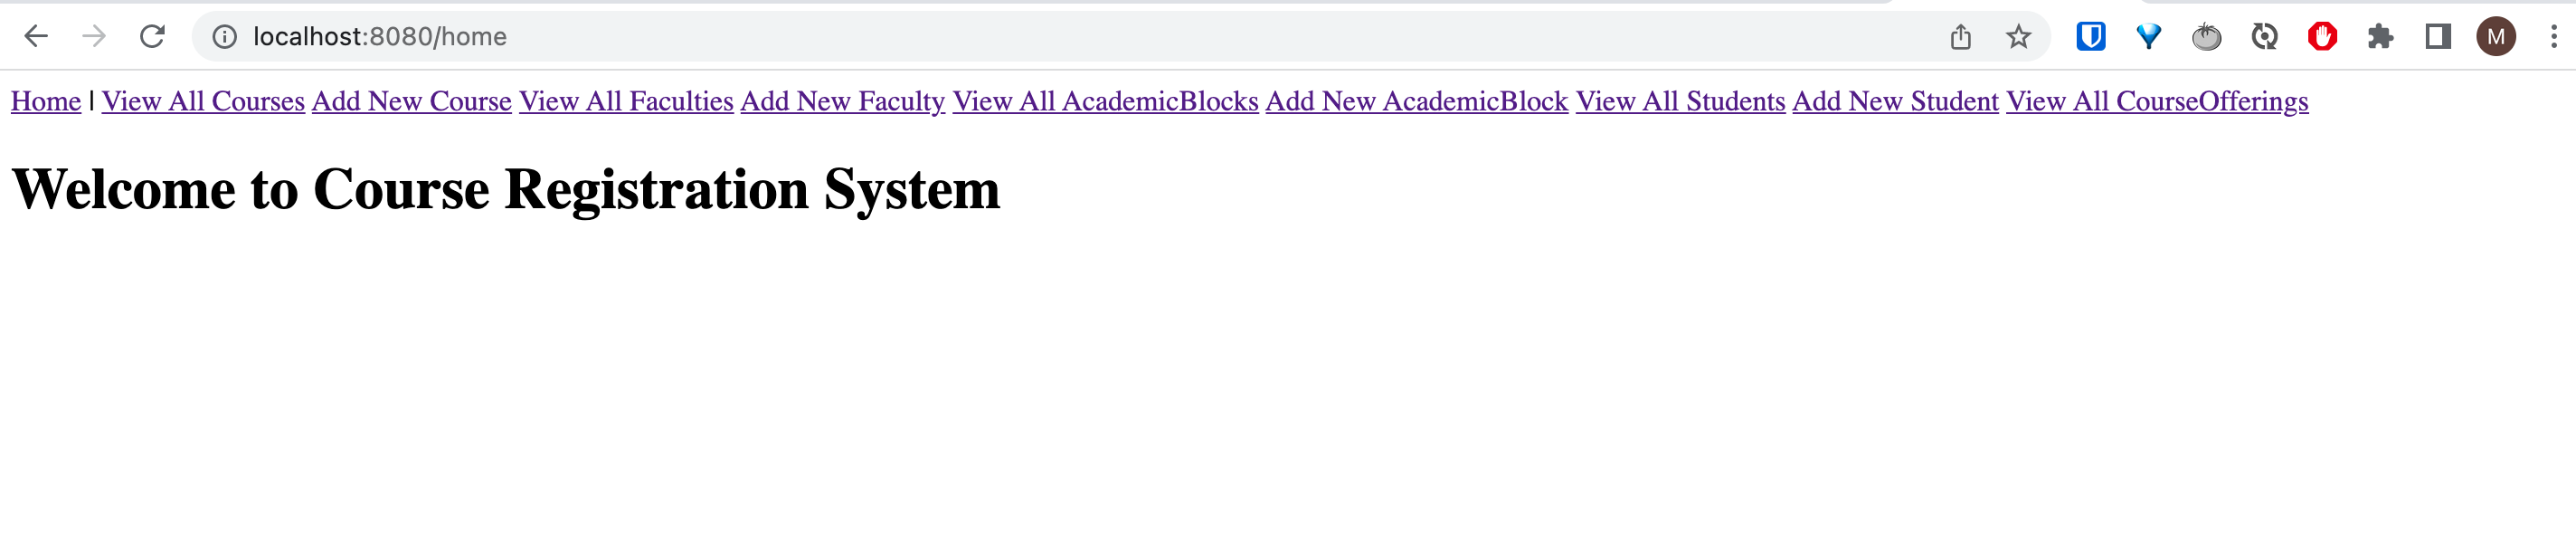 localhost:8080/home
M
Home | View All Courses Add New Course View All Faculties Add New Faculty View All AcademicBlocks Add New AcademicBlock View All Students Add New Student View All CourseOfferings
Welcome to Course Registration System